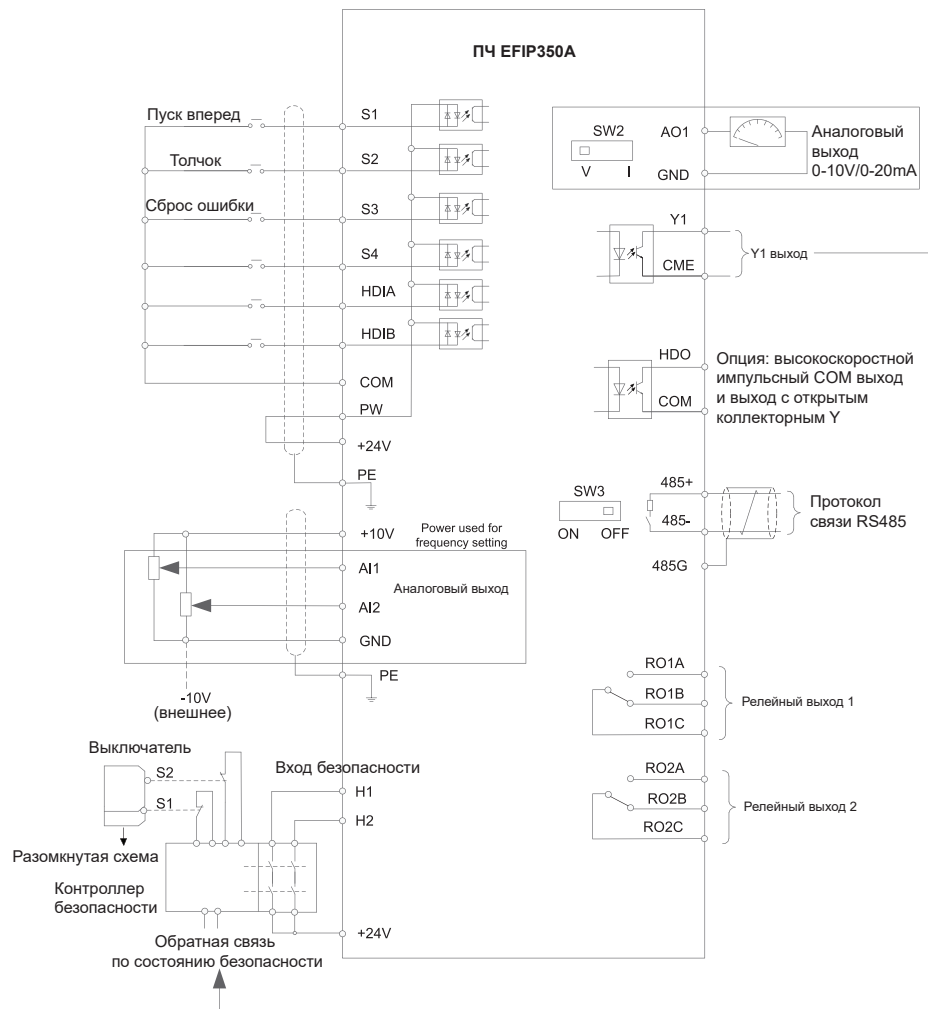 ПЧ EFIP350A
Пуск вперед
S1
Толчок
S2
Сброс ошибки
S3
S4
HDIA
HDIB
COM
PW
+24V
PE
SW2
V I
AO1
GND
Аналоговый
выход
0-10V/0-20mA
Y1
CME
Y1 выход
HDO
COM
Опция: высокоскоростной
импульсный COM выход
и выход с открытым
коллекторным Y
SW3
ON OFF
485+
485-
485G
Протокол
связи RS485
+10V
Power used for
frequency setting
AI1
Аналоговый выход
AI2
GND
PE
-10V
(внешнее)
RO1A
RO1B
RO1C
Релейный выход 1
RO2A
RO2B
RO2C
Релейный выход 2
Выключатель
S2
S1
Разомкнутая схема
Вход безопасности
H1
H2
Контроллер
безопасности
+24V
Обратная связь
по состоянию безопасности